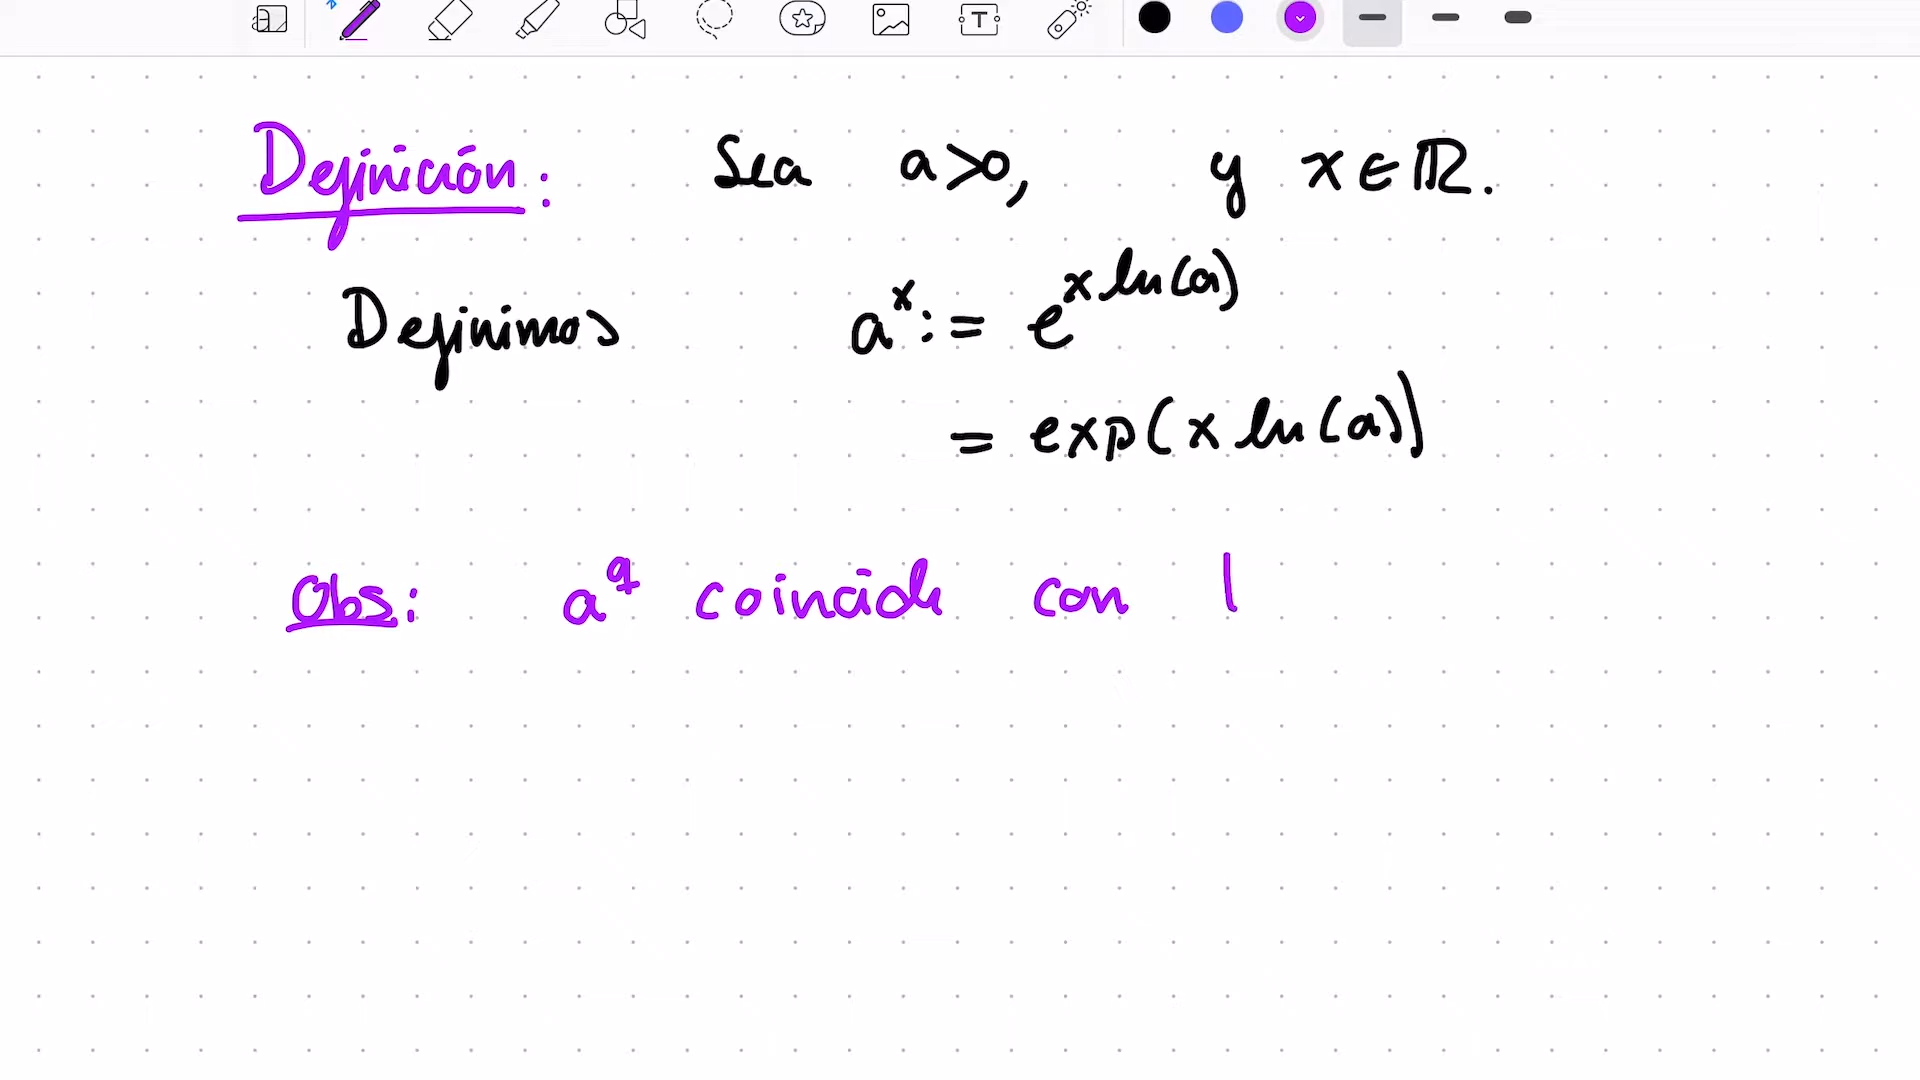 Definición: Sea a>0, y x∈ℝ.
Definimos a^x := e^{x ln(a)}
= exp(x ln(a))
Obs: a^q coincide con l